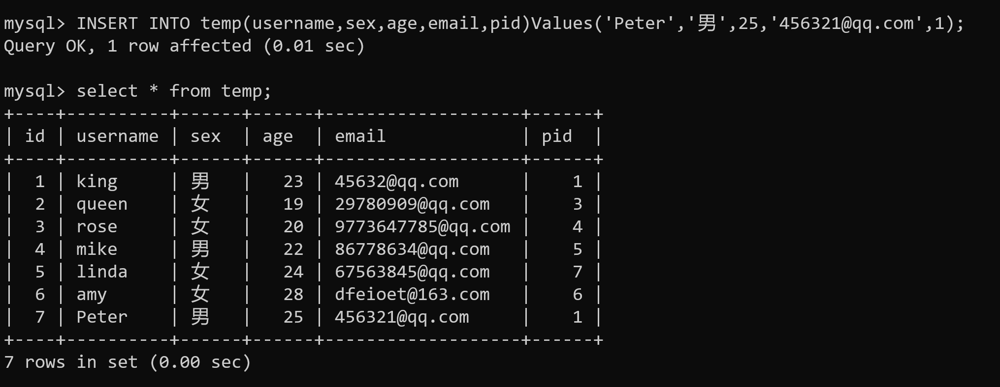 mysql> INSERT INTO temp(username,sex,age,email,pid)Values('Peter','男',25,'456321@qq.com',1);
Query OK, 1 row affected (0.01 sec)
mysql> select * from temp;
+----+----------+------+------+-------------------+------+
| id | username | sex  | age  | email             | pid  |
+----+----------+------+------+-------------------+------+
|  1 | king     | 男   |   23 | 45632@qq.com      |    1 |
|  2 | queen    | 女   |   19 | 29780909@qq.com   |    3 |
|  3 | rose     | 女   |   20 | 9773647785@qq.com |    4 |
|  4 | mike     | 男   |   22 | 86778634@qq.com   |    5 |
|  5 | linda    | 女   |   24 | 67563845@qq.com   |    7 |
|  6 | amy      | 女   |   28 | dfeioet@163.com   |    6 |
|  7 | Peter    | 男   |   25 | 456321@qq.com     |    1 |
+----+----------+------+------+-------------------+------+
7 rows in set (0.00 sec)